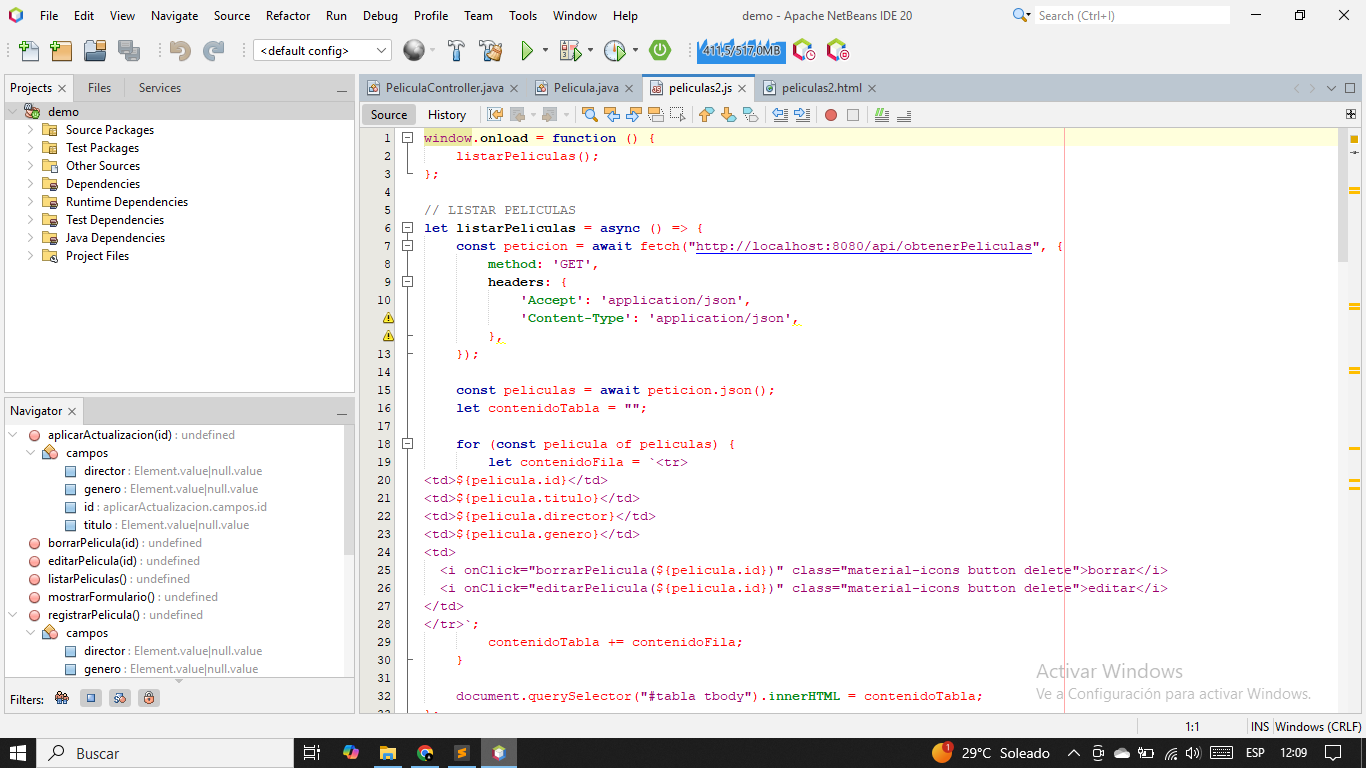 File Edit View Navigate Source Refactor Run Debug Profile Team Tools Window Help
demo - Apache NetBeans IDE 20
Search (Ctrl+I)
<default config>
411,5/517,0MB
Projects Files Services
demo
Source Packages
Test Packages
Other Sources
Dependencies
Runtime Dependencies
Test Dependencies
Java Dependencies
Project Files
Navigator
aplicarActualizacion(id) : undefined
campos
director : Element.value|null.value
genero : Element.value|null.value
id : aplicarActualizacion.campos.id
titulo : Element.value|null.value
borrarPelicula(id) : undefined
editarPelicula(id) : undefined
listarPeliculas() : undefined
mostrarFormulario() : undefined
registrarPelicula() : undefined
campos
director : Element.value|null.value
genero : Element.value|null.value
Filters:
PeliculaController.java Pelicula.java peliculas2.js peliculas2.html
Source History
1 window.onload = function () {
2     listarPeliculas();
3 };
4
5 // LISTAR PELICULAS
6 let listarPeliculas = async () => {
7     const peticion = await fetch("http://localhost:8080/api/obtenerPeliculas", {
8         method: 'GET',
9         headers: {
10             'Accept': 'application/json',
            'Content-Type': 'application/json',
        },
13     });
14
15     const peliculas = await peticion.json();
16     let contenidoTabla = "";
17
18     for (const pelicula of peliculas) {
19         let contenidoFila = `<tr>
20 <td>${pelicula.id}</td>
21 <td>${pelicula.titulo}</td>
22 <td>${pelicula.director}</td>
23 <td>${pelicula.genero}</td>
24 <td>
25   <i onClick="borrarPelicula(${pelicula.id})" class="material-icons button delete">borrar</i>
26   <i onClick="editarPelicula(${pelicula.id})" class="material-icons button delete">editar</i>
27 </td>
28 </tr>`;
29         contenidoTabla += contenidoFila;
30     }
31
32     document.querySelector("#tabla tbody").innerHTML = contenidoTabla;
Activar Windows
Ve a Configuración para activar Windows.
1:1 INS Windows (CRLF)
Buscar
1
29°C Soleado
ESP 12:09